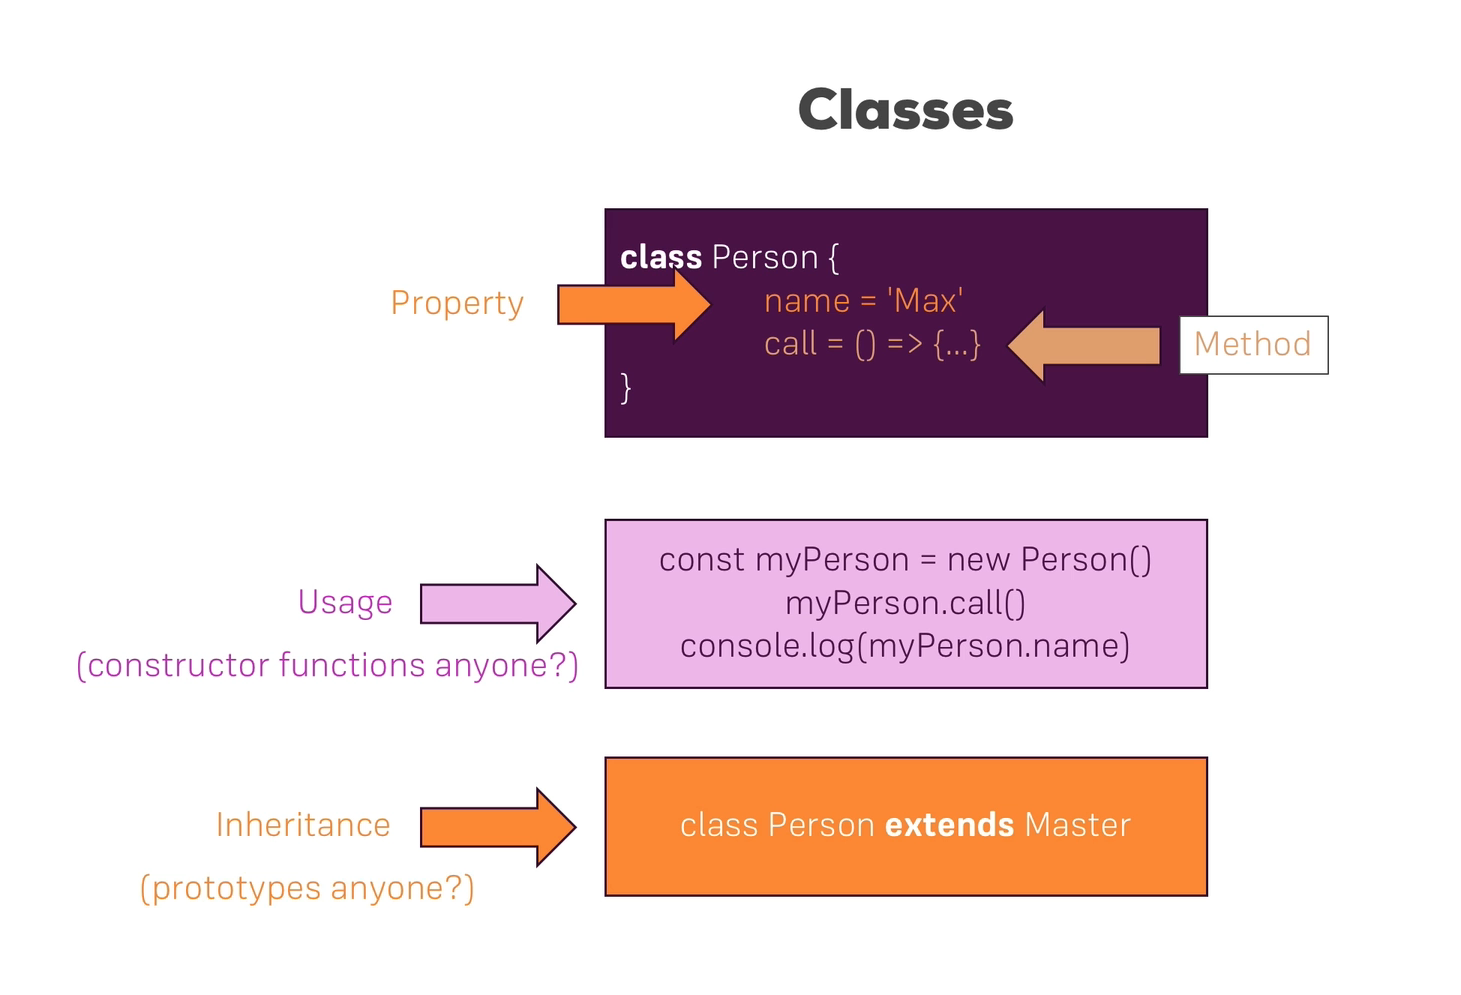 Classes
class Person {
Property
name = 'Max'
call = () => {...}
Method
}
const myPerson = new Person()
Usage
myPerson.call()
(constructor functions anyone?)
console.log(myPerson.name)
Inheritance
class Person extends Master
(prototypes anyone?)